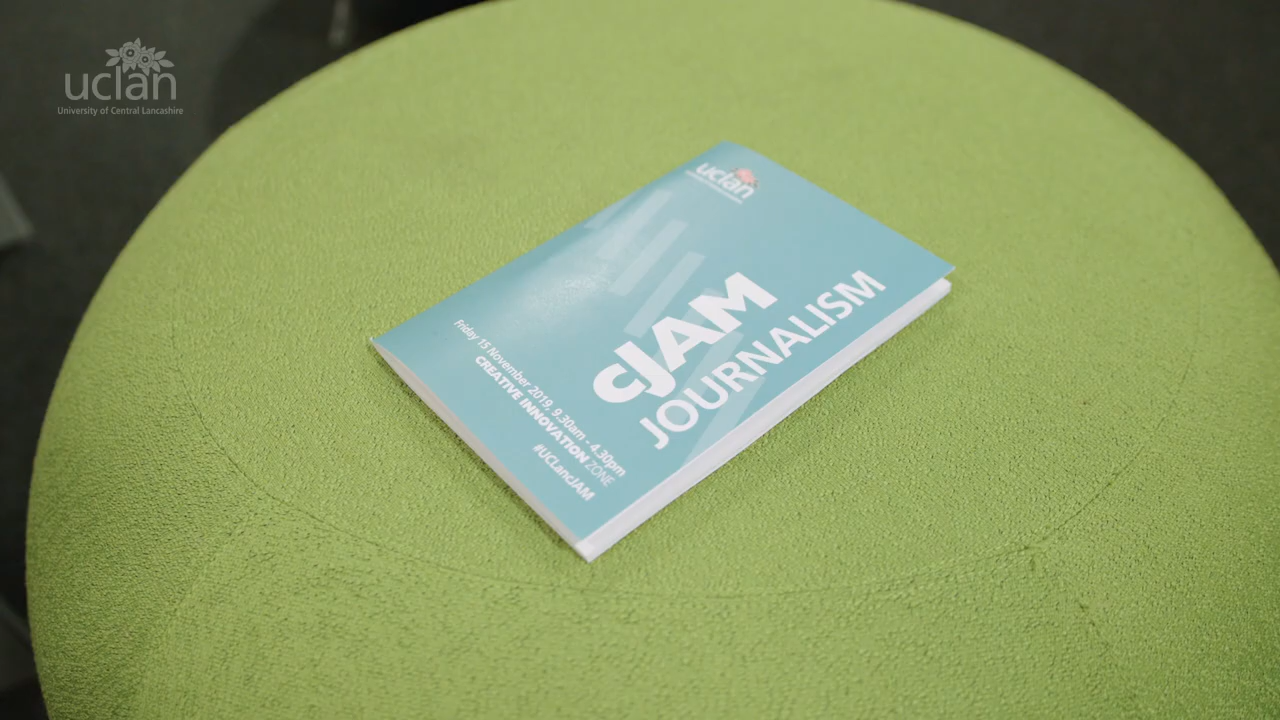 uclan
University of Central Lancashire
uclan
cJAM
JOURNALISM
Friday 15 November 2019, 9.30am - 4.30pm
CREATIVE INNOVATION ZONE
#UCLancJAM